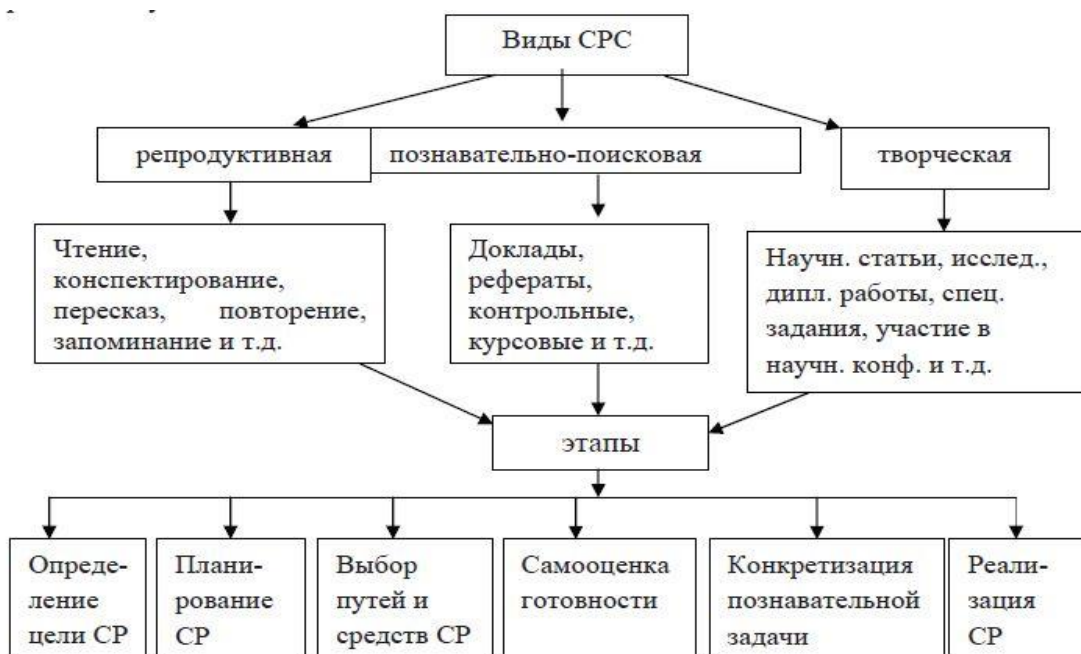 Виды СРС
репродуктивная
познавательно-поисковая
творческая
Чтение,
конспектирование,
пересказ, повторение,
запоминание и т.д.
Доклады,
рефераты,
контрольные,
курсовые и т.д.
Научн. статьи, исслед.,
дипл. работы, спец.
задания, участие в
научн. конф. и т.д.
этапы
Опреде-
ление
цели СР
Плани-
рование
СР
Выбор
путей и
средств СР
Самооценка
готовности
Конкретизация
познавательной
задачи
Реали-
зация
СР